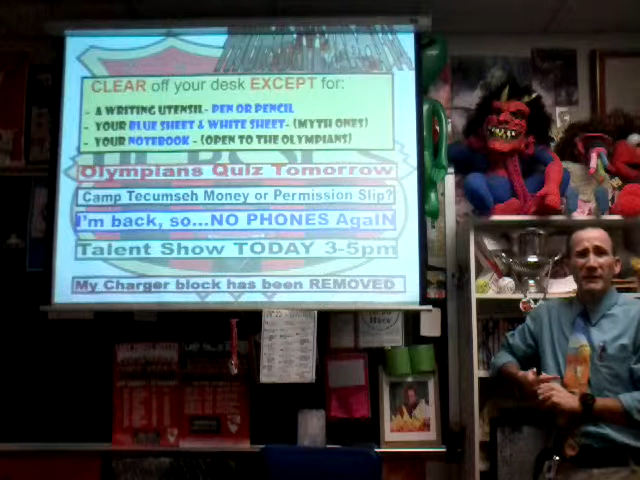 CLEAR off your desk EXCEPT for:
- A WRITING UTENSIL- PEN OR PENCIL
- YOUR BLUE SHEET & WHITE SHEET- (MYTH ONES)
- YOUR NOTEBOOK - (OPEN TO THE OLYMPIANS)
Olympians Quiz Tomorrow
Camp Tecumseh Money or Permission Slip?
I'm back, so...NO PHONES AgaiN
Talent Show TODAY 3-5pm
My Charger block has been REMOVED